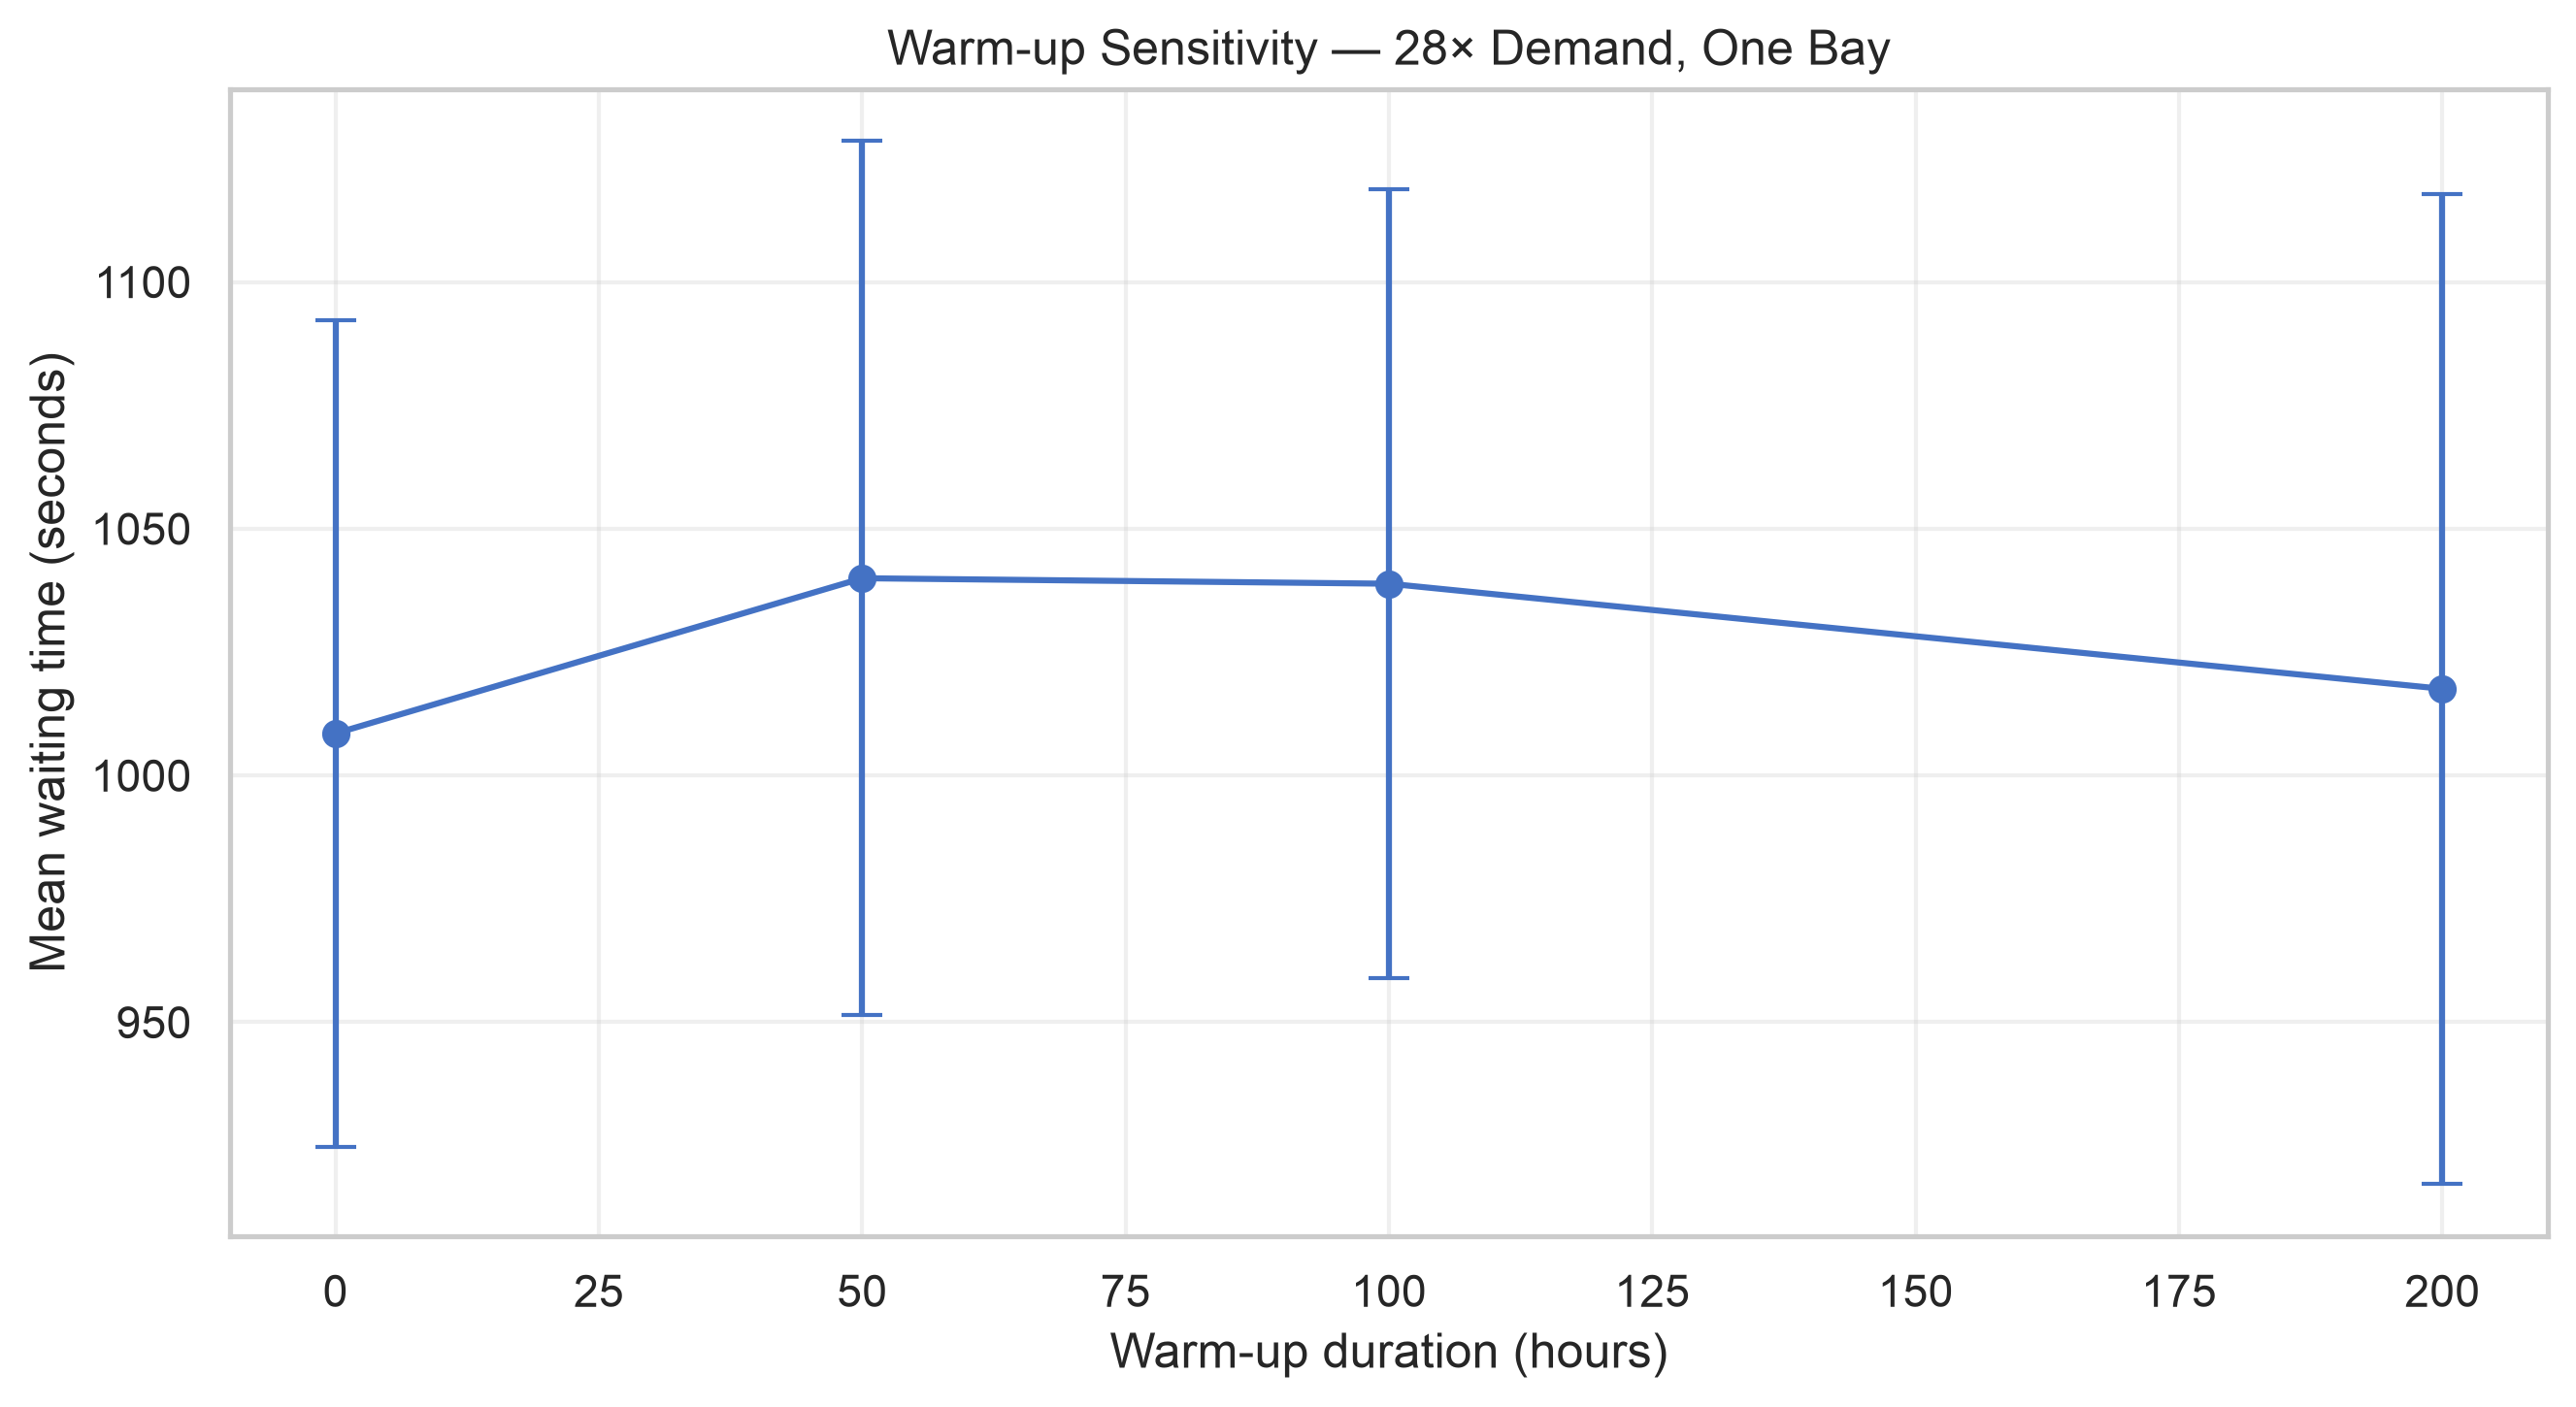 Warm-up Sensitivity — 28× Demand, One Bay
Mean waiting time (seconds)
1100
1050
1000
950
0 25 50 75 100 125 150 175 200
Warm-up duration (hours)